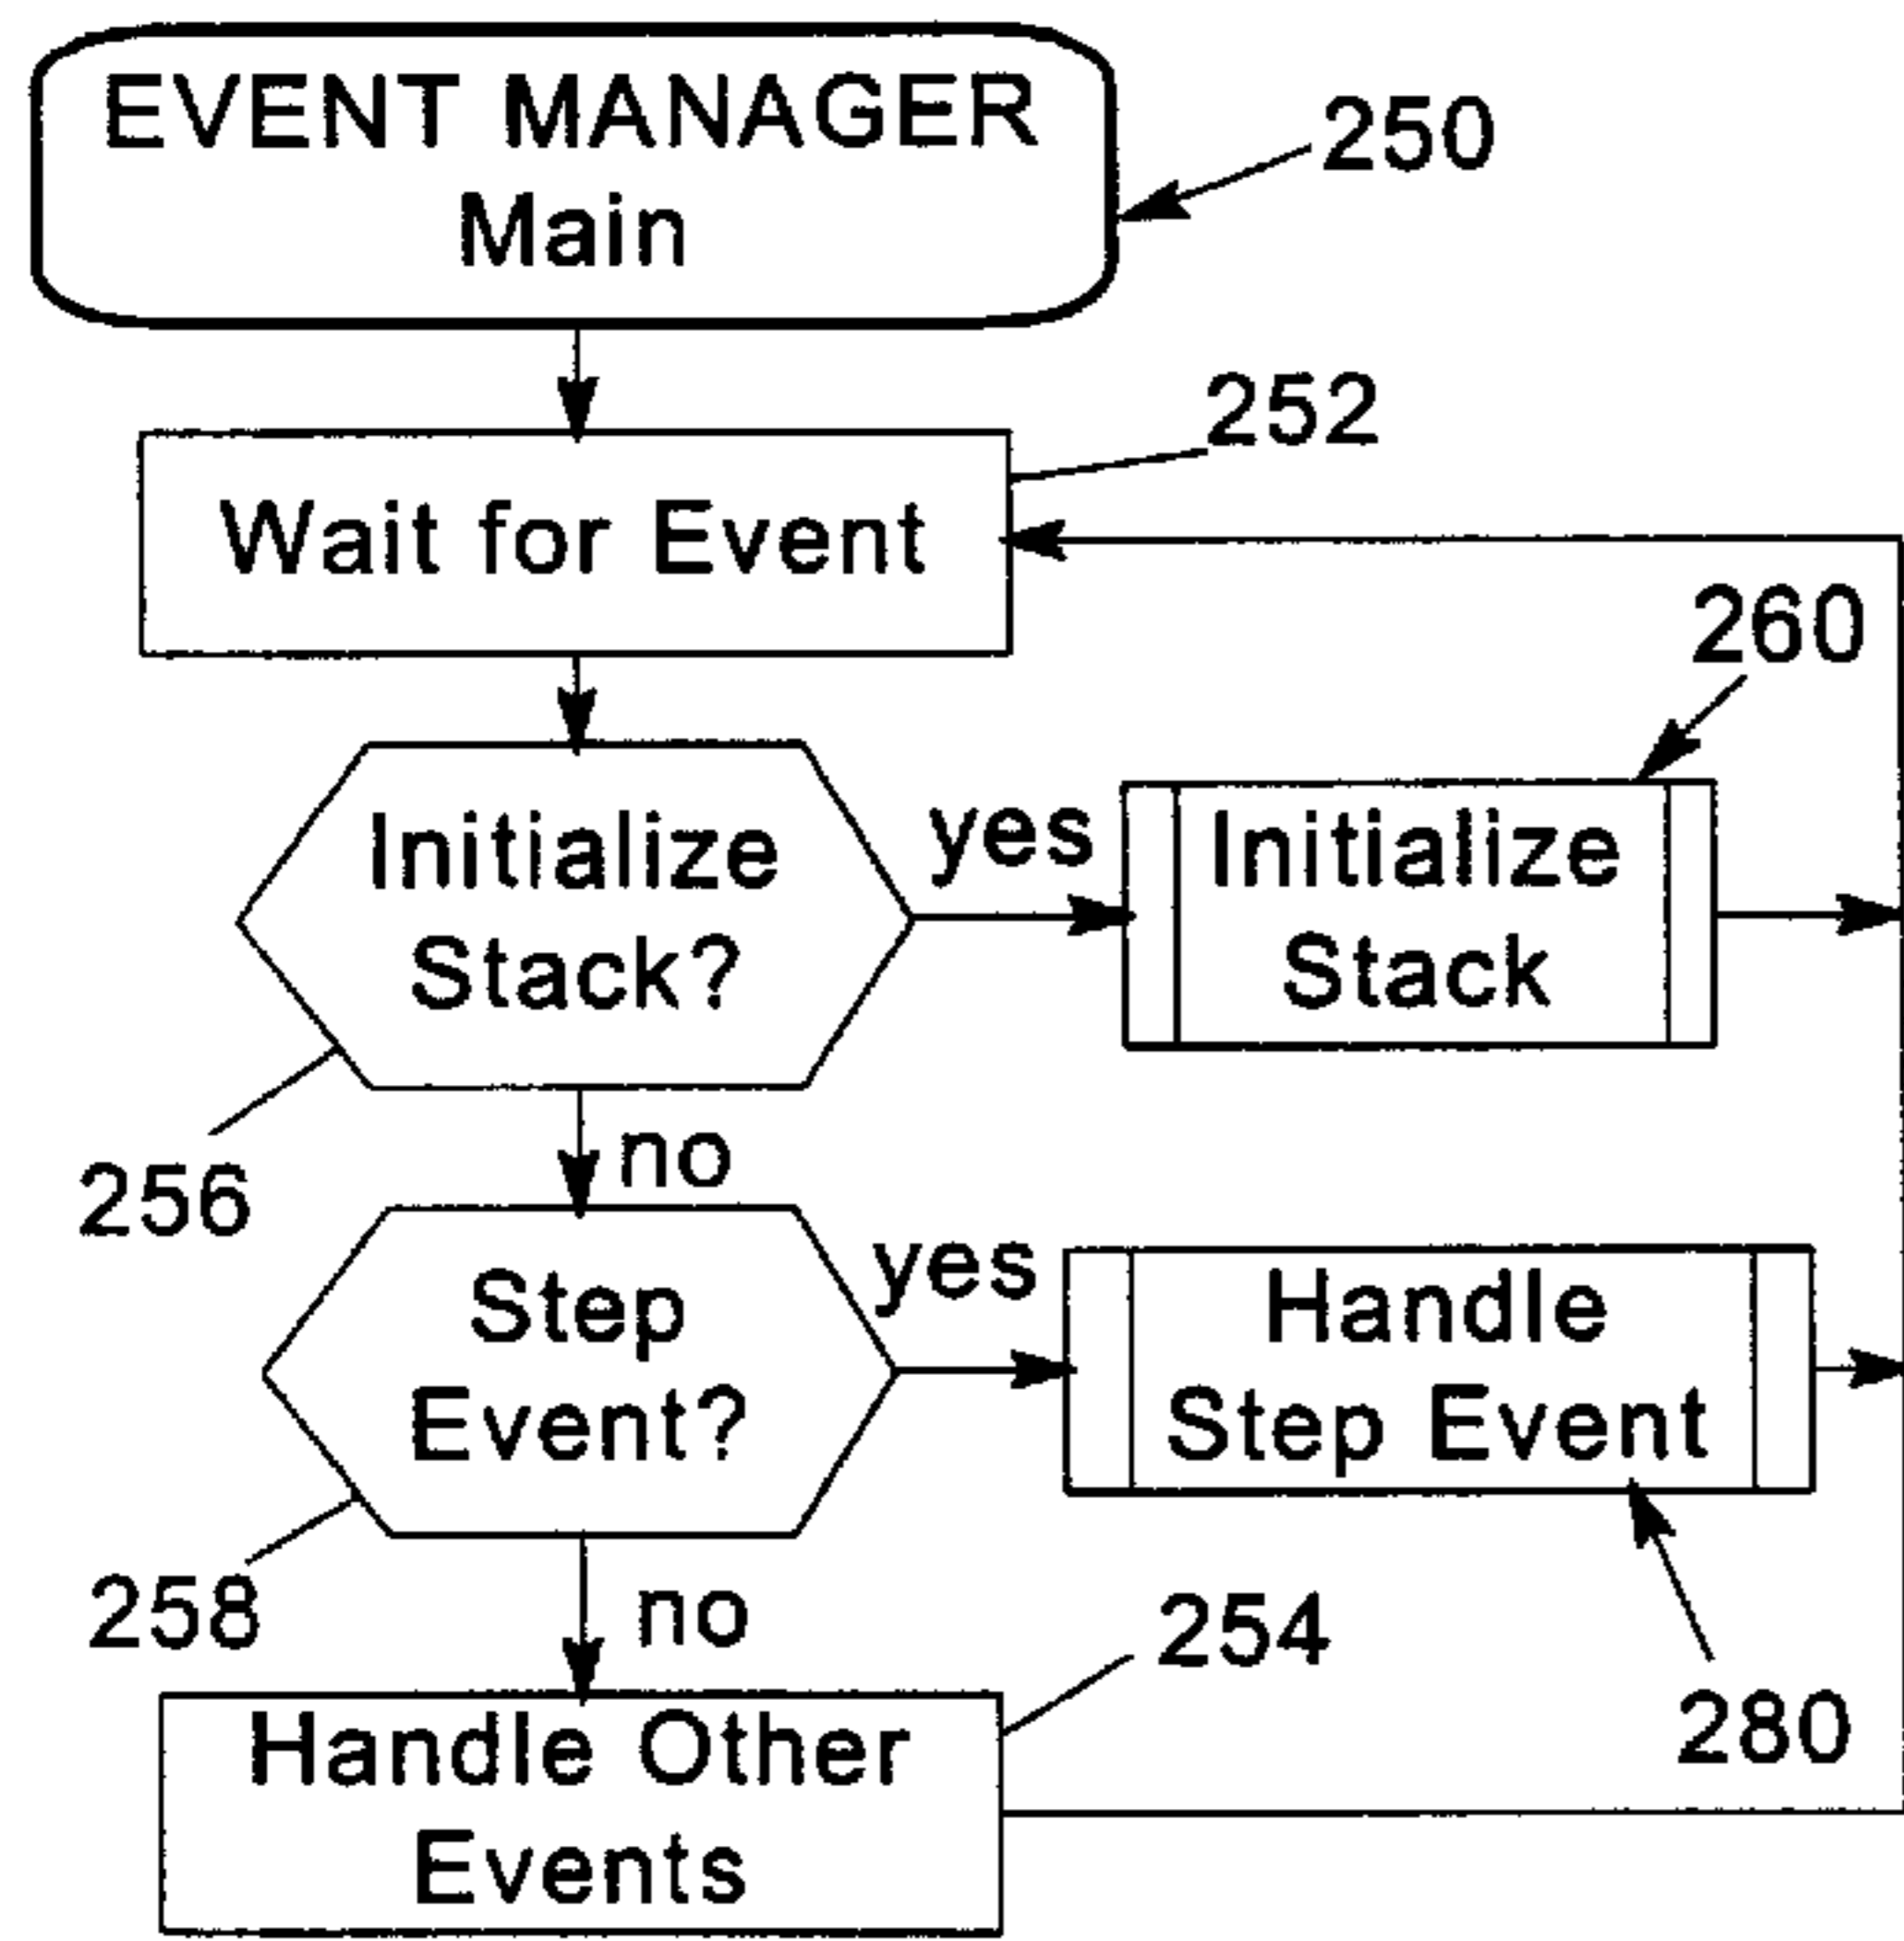 EVENT MANAGER
Main
250
252
Wait for Event
260
Initialize
Stack?
yes
Initialize
Stack
256
no
Step
Event?
yes
Handle
Step Event
258
no
254
280
Handle Other
Events